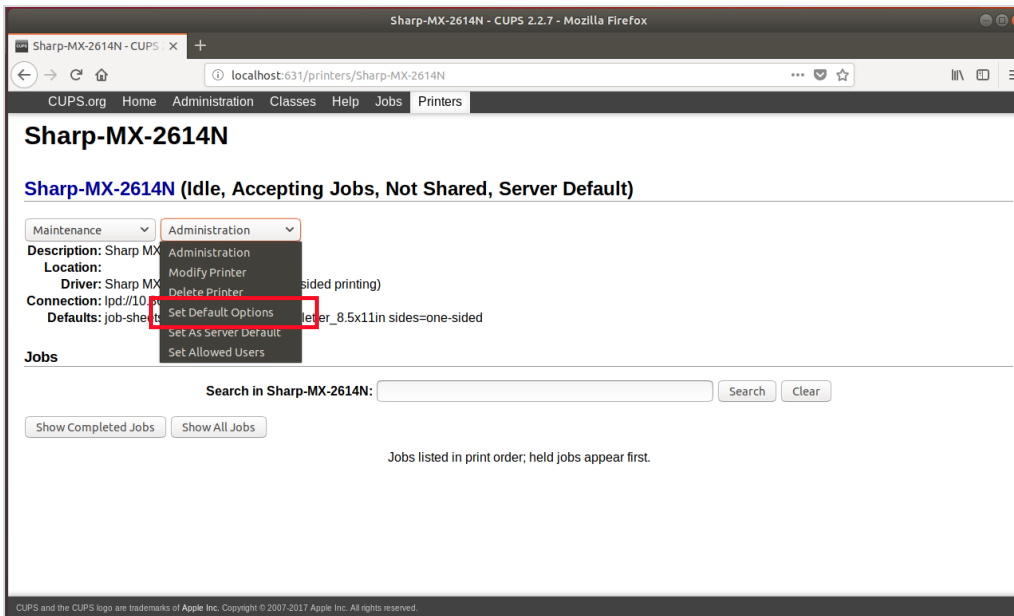 Sharp-MX-2614N - CUPS 2.2.7 - Mozilla Firefox
Sharp-MX-2614N - CUPS
localhost:631/printers/Sharp-MX-2614N
CUPS.org Home Administration Classes Help Jobs Printers
Sharp-MX-2614N
Sharp-MX-2614N (Idle, Accepting Jobs, Not Shared, Server Default)
Maintenance Administration
Description: Sharp MX
Administration
Location:
Modify Printer
Driver: Sharp MX sided printing)
Delete Printer
Connection: lpd://10.
Set Default Options
Defaults: job-sheets letter_8.5x11in sides=one-sided
Set As Server Default
Set Allowed Users
Jobs
Search in Sharp-MX-2614N: Search Clear
Show Completed Jobs Show All Jobs
Jobs listed in print order; held jobs appear first.
CUPS and the CUPS logo are trademarks of Apple Inc. Copyright © 2007-2017 Apple Inc. All rights reserved.